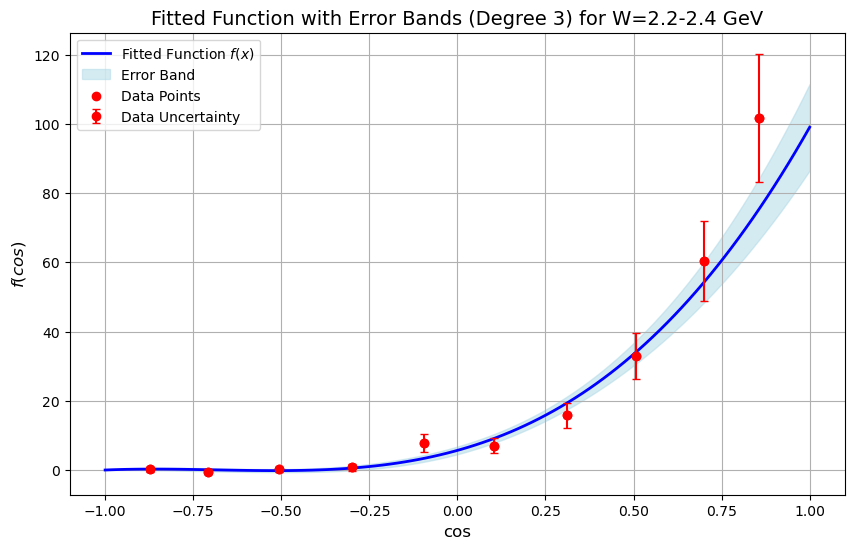 Fitted Function with Error Bands (Degree 3) for W=2.2-2.4 GeV
Fitted Function f(x)
Error Band
Data Points
Data Uncertainty
120
100
80
60
40
20
0
f(cos)
−1.00 −0.75 −0.50 −0.25 0.00 0.25 0.50 0.75 1.00
cos